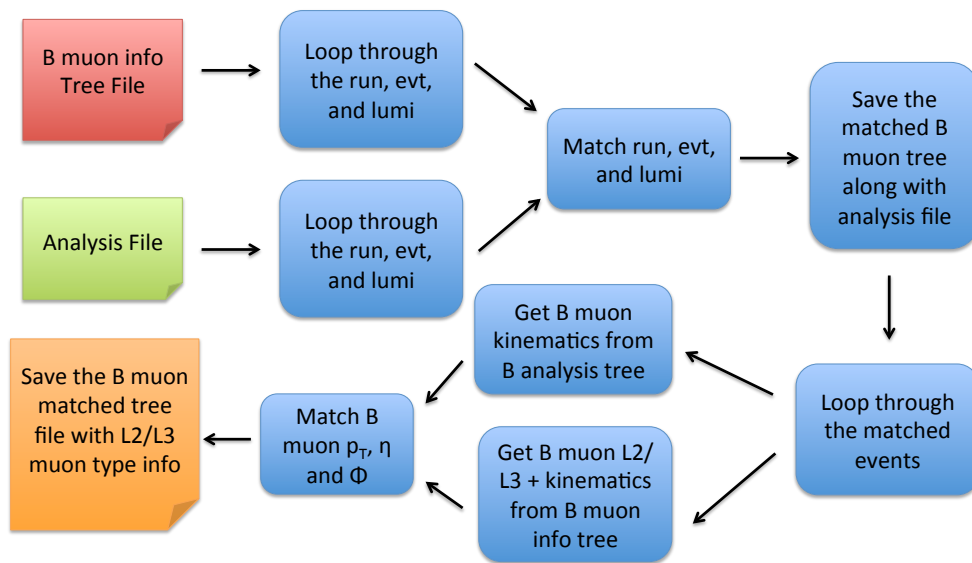 B muon info
Tree File
Loop through
the run, evt,
and lumi
Match run, evt,
and lumi
Save the
matched B
muon tree
along with
analysis file
Analysis File
Loop through
the run, evt,
and lumi
Get B muon
kinematics from
B analysis tree
Loop through
the matched
events
Get B muon L2/
L3 + kinematics
from B muon
info tree
Match B
muon pT, η
and Φ
Save the B muon
matched tree
file with L2/L3
muon type info